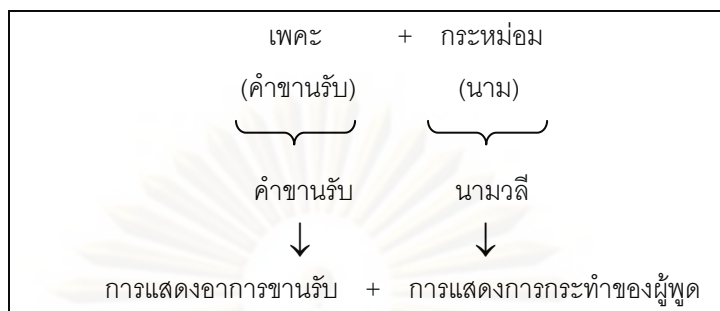 เพคะ + กระหม่อม
(คำขานรับ) (นาม)
คำขานรับ นามวลี
↓ ↓
การแสดงอาการขานรับ + การแสดงการกระทำของผู้พูด